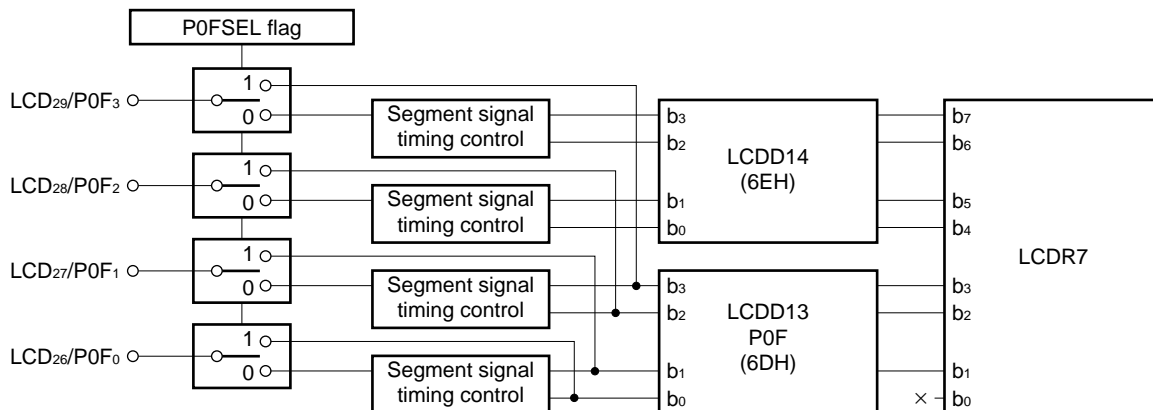 P0FSEL flag
LCD29/P0F3
1
0
Segment signal
timing control
b3
b2
LCDD14
(6EH)
b7
b6
LCD28/P0F2
1
0
Segment signal
timing control
b1
b0
b5
b4
LCDR7
LCD27/P0F1
1
0
Segment signal
timing control
b3
b2
LCDD13
P0F
(6DH)
b3
b2
LCD26/P0F0
1
0
Segment signal
timing control
b1
b0
b1
× b0